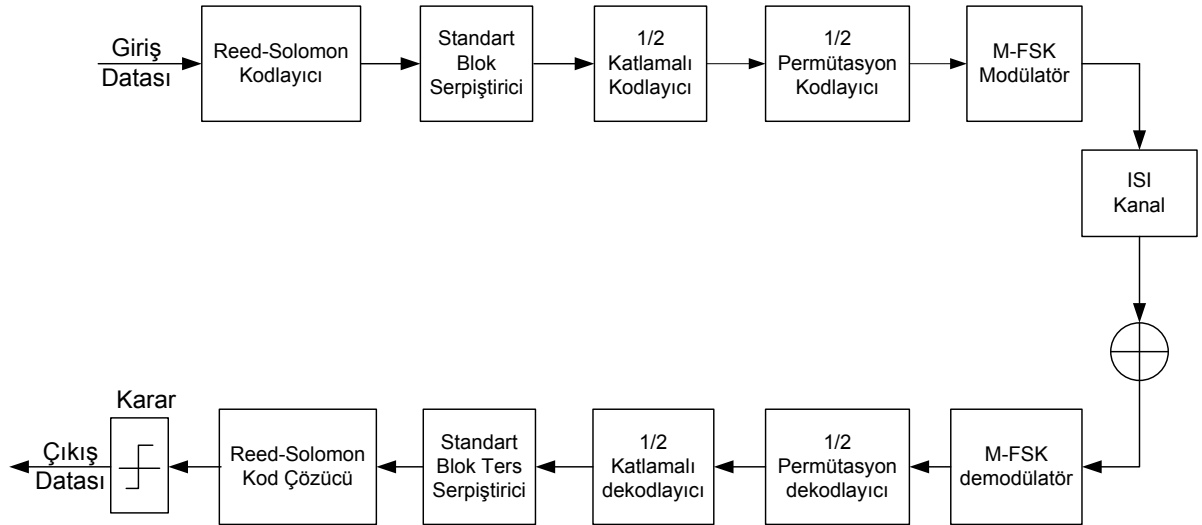 Giriş
Datası
Reed-Solomon
Kodlayıcı
Standart
Blok
Serpiştirici
1/2
Katlamalı
Kodlayıcı
1/2
Permütasyon
Kodlayıcı
M-FSK
Modülatör
ISI
Kanal
Karar
Çıkış
Datası
Reed-Solomon
Kod Çözücü
Standart
Blok Ters
Serpiştirici
1/2
Katlamalı
dekodlayıcı
1/2
Permütasyon
dekodlayıcı
M-FSK
demodülatör